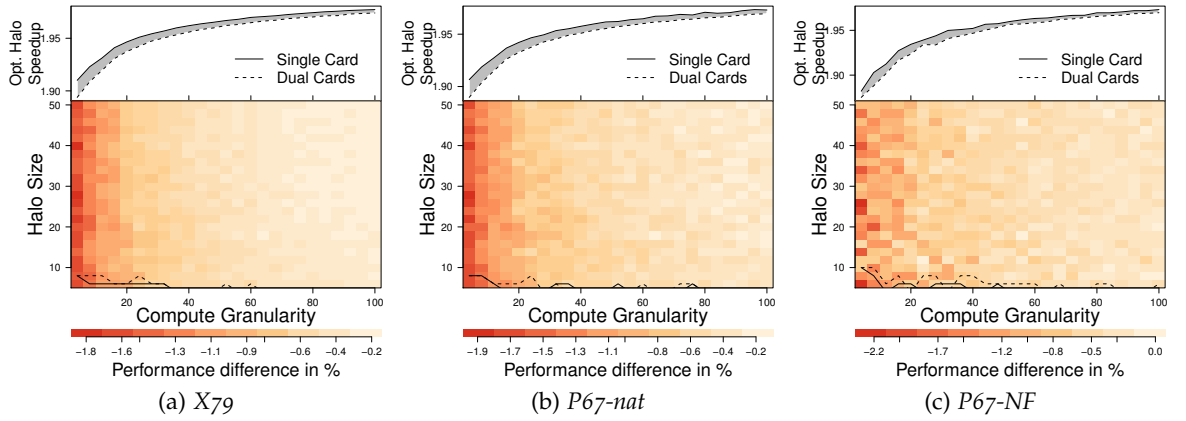 Opt. Halo
Speedup
1.95
1.90
Single Card
Dual Cards
Halo Size
50
40
30
20
10
20 40 60 80 100
Compute Granularity
−1.8 −1.6 −1.3 −1.1 −0.9 −0.6 −0.4 −0.2
Performance difference in %
(a) X79
Opt. Halo
Speedup
1.95
1.90
Single Card
Dual Cards
Halo Size
50
40
30
20
10
20 40 60 80 100
Compute Granularity
−1.9 −1.7 −1.5 −1.3 −1.1 −0.8 −0.6 −0.4 −0.2
Performance difference in %
(b) P67-nat
Opt. Halo
Speedup
1.95
1.90
Single Card
Dual Cards
Halo Size
50
40
30
20
10
20 40 60 80 100
Compute Granularity
−2.2 −1.7 −1.2 −0.8 −0.5 0.0
Performance difference in %
(c) P67-NF